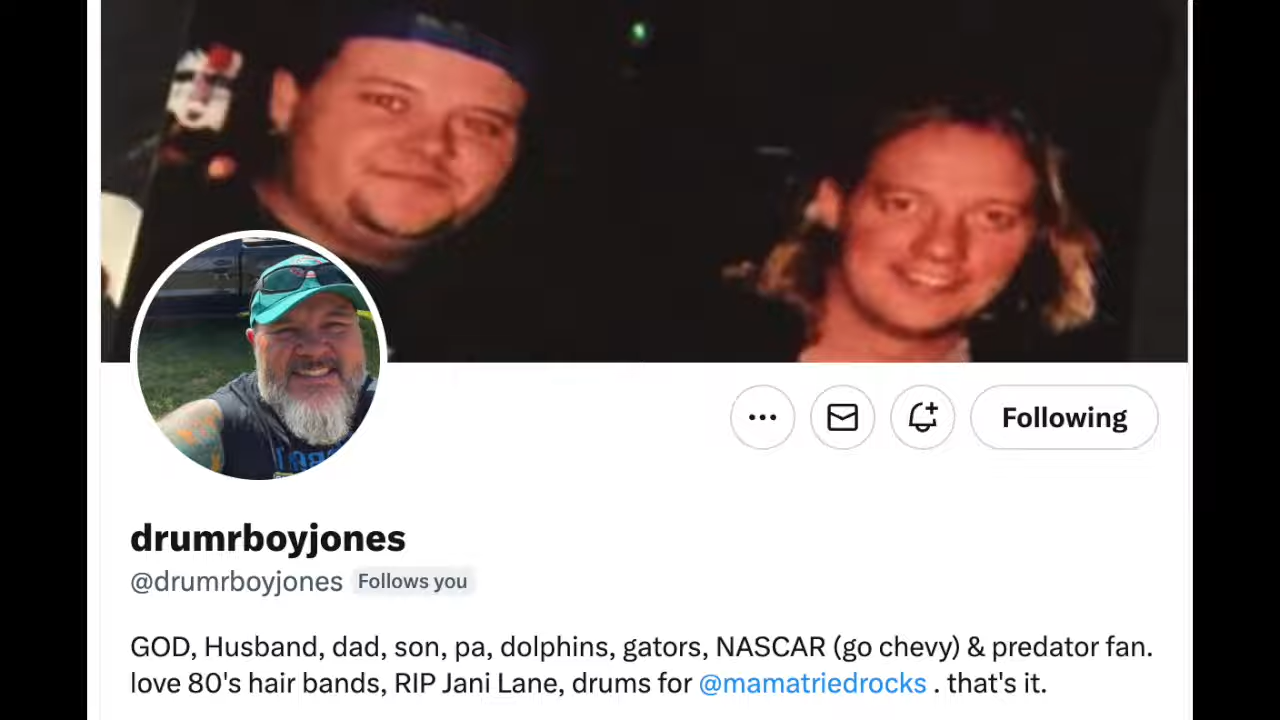 Following
drumrboyjones
@drumrboyjones Follows you
GOD, Husband, dad, son, pa, dolphins, gators, NASCAR (go chevy) & predator fan.
love 80's hair bands, RIP Jani Lane, drums for @mamatriedrocks . that's it.